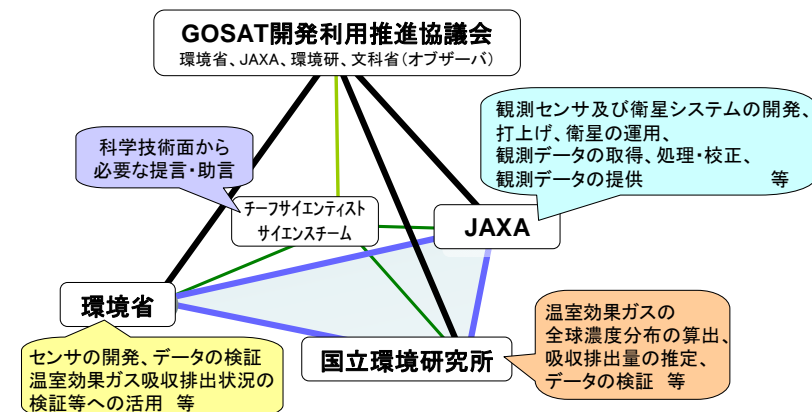 GOSAT開発利用推進協議会
環境省、JAXA、環境研、文科省(オブザーバ)
観測センサ及び衛星システムの開発、
打上げ、衛星の運用、
観測データの取得、処理・校正、
観測データの提供 等
科学技術面から
必要な提言・助言
チーフサイエンティスト
サイエンスチーム
JAXA
環境省
国立環境研究所
温室効果ガスの
全球濃度分布の算出、
吸収排出量の推定、
データの検証 等
センサの開発、データの検証
温室効果ガス吸収排出状況の
検証等への活用 等